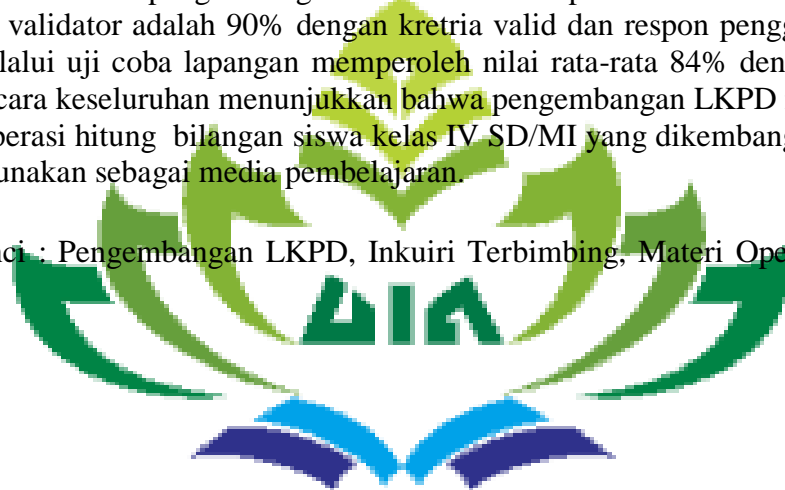 validator adalah 90% dengan kretria valid dan respon pengg
lalui uji coba lapangan memperoleh nilai rata-rata 84% den
cara keseluruhan menunjukkan bahwa pengembangan LKPD
perasi hitung bilangan siswa kelas IV SD/MI yang dikembang
unakan sebagai media pembelajaran.
nci : Pengembangan LKPD, Inkuiri Terbimbing, Materi Ope
UIN